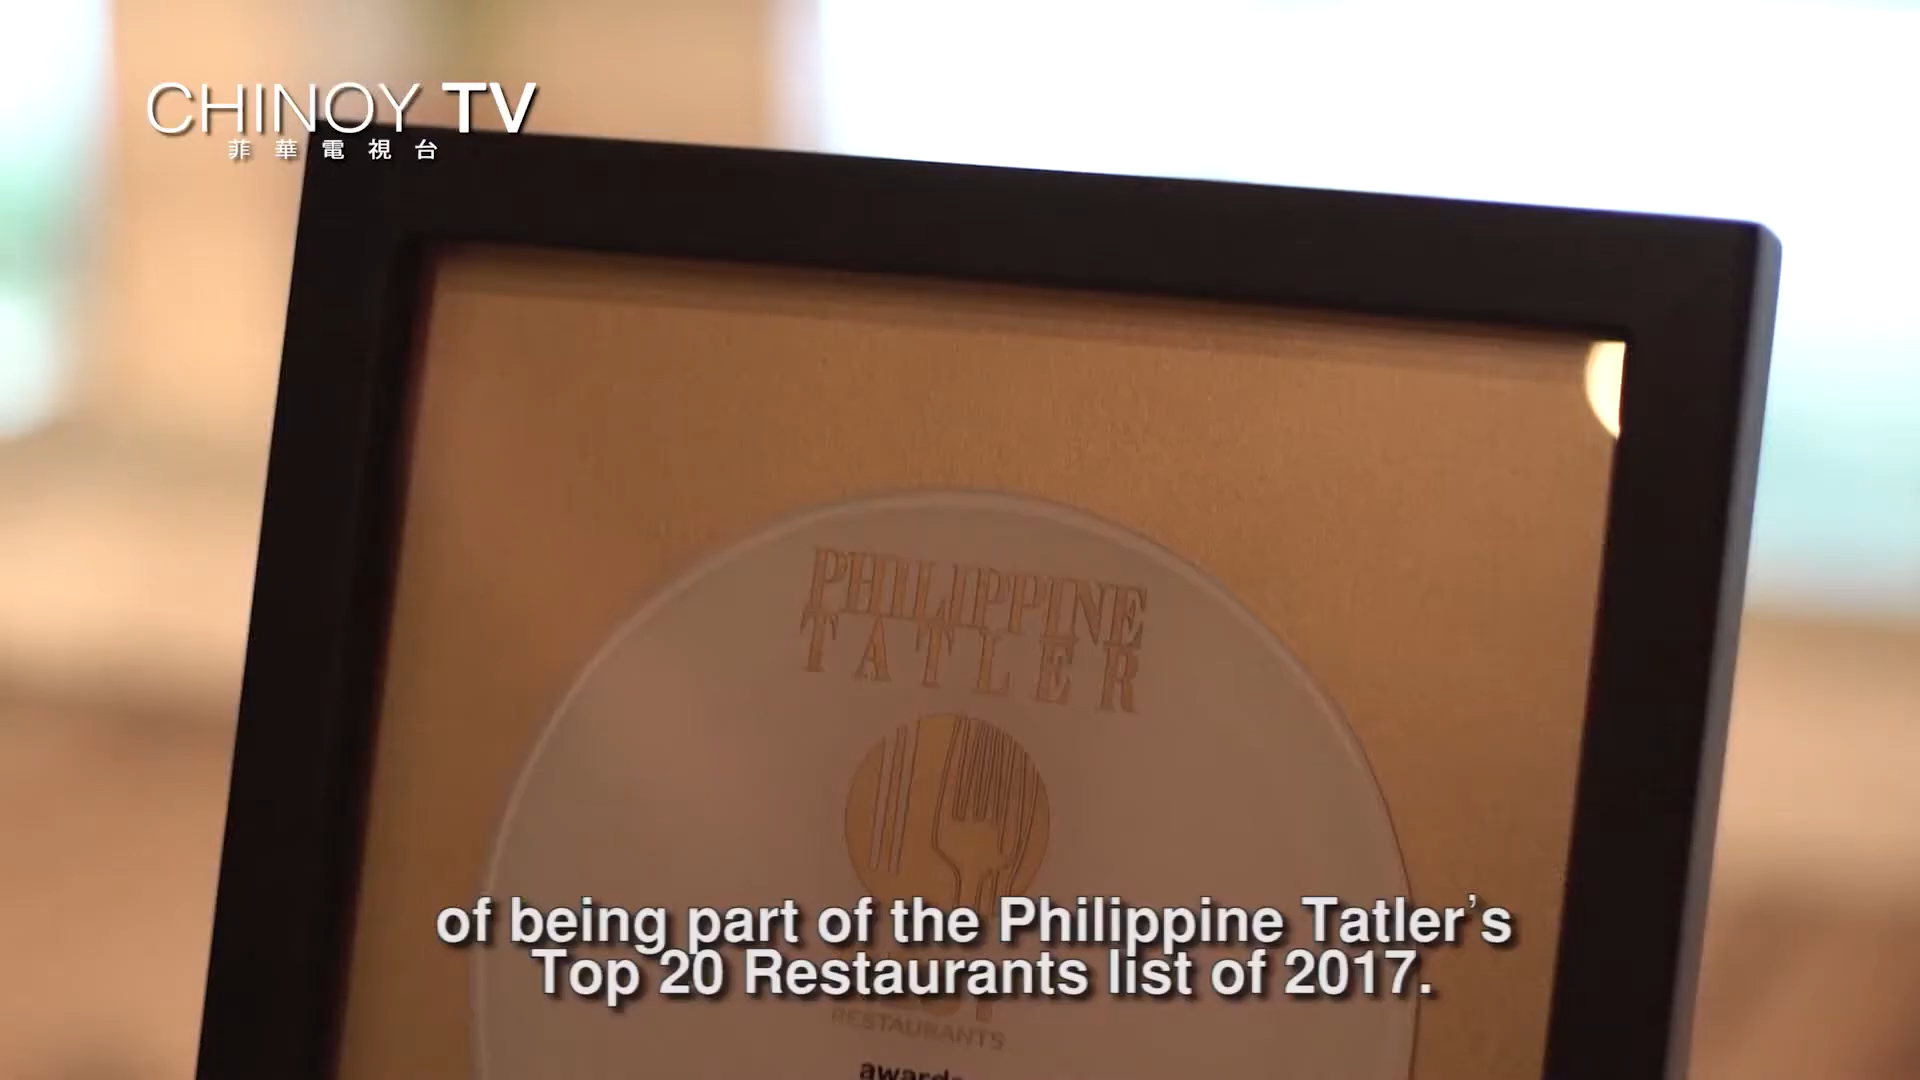 CHINOY TV
菲華電視台
PHILIPPINE
TATLER
of being part of the Philippine Tatler's
Top 20 Restaurants list of 2017.
RESTAURANTS